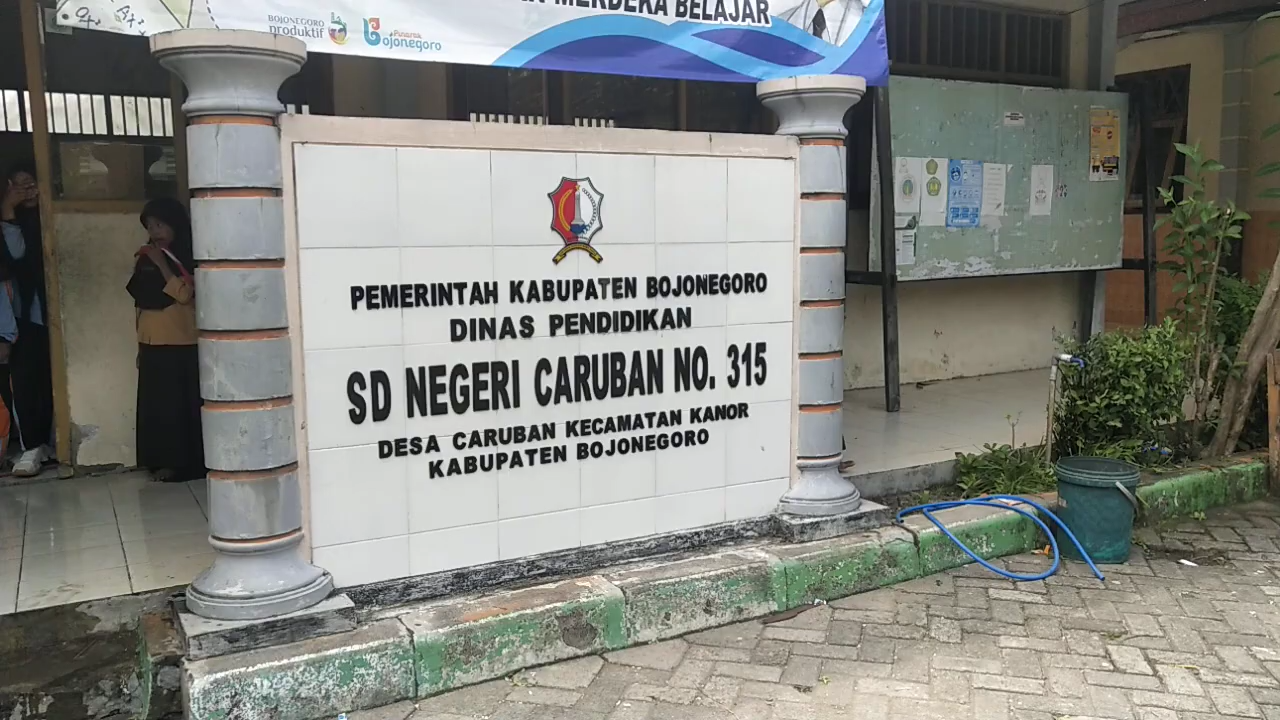 MERDEKA BELAJAR
BOJONEGORO
produktif
Pinarak
Bojonegoro
PEMERINTAH KABUPATEN BOJONEGORO
DINAS PENDIDIKAN
SD NEGERI CARUBAN NO. 315
DESA CARUBAN KECAMATAN KANOR
KABUPATEN BOJONEGORO